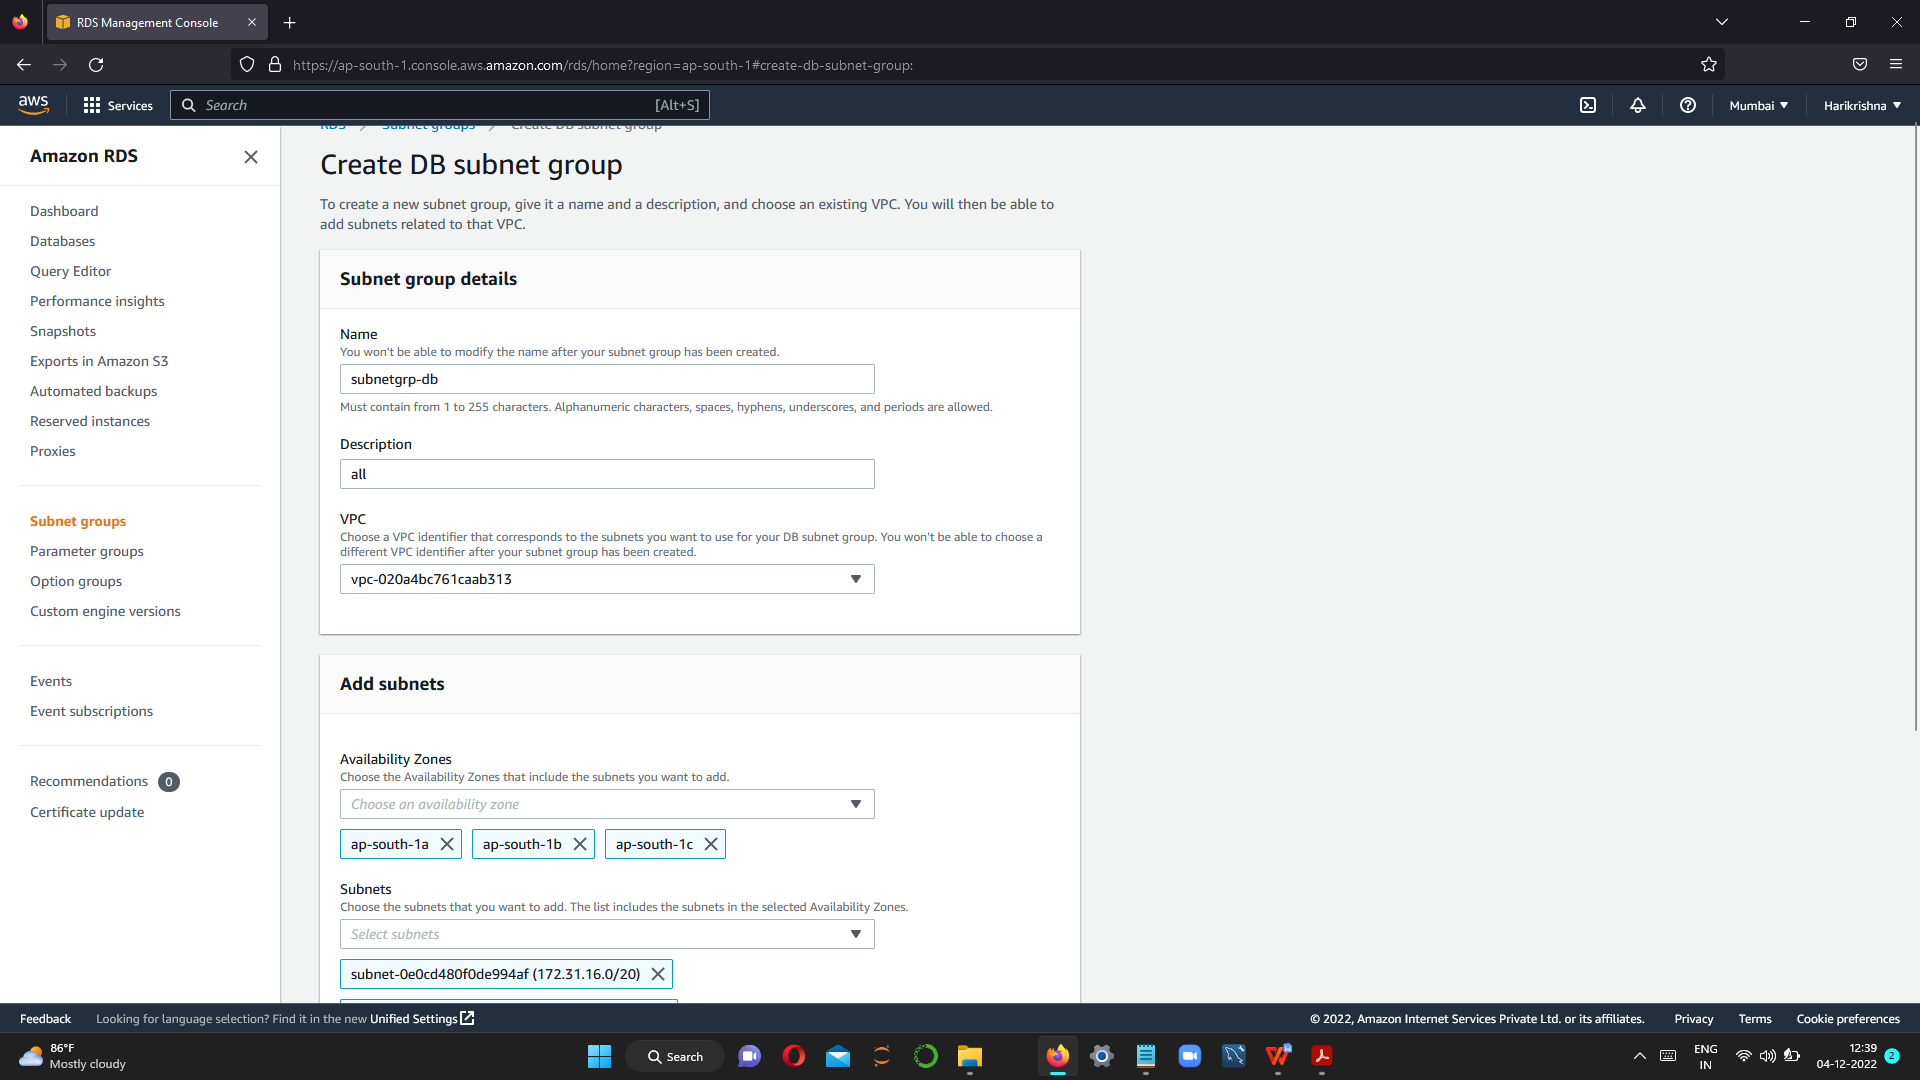 RDS Management Console
https://ap-south-1.console.aws.amazon.com/rds/home?region=ap-south-1#create-db-subnet-group:
aws
Services
Search
[Alt+S]
Mumbai
Harikrishna
RDS
Subnet groups
Create DB subnet group
Amazon RDS
Dashboard
Databases
Query Editor
Performance insights
Snapshots
Exports in Amazon S3
Automated backups
Reserved instances
Proxies
Subnet groups
Parameter groups
Option groups
Custom engine versions
Events
Event subscriptions
Recommendations 0
Certificate update
Create DB subnet group
To create a new subnet group, give it a name and a description, and choose an existing VPC. You will then be able to
add subnets related to that VPC.
Subnet group details
Name
You won't be able to modify the name after your subnet group has been created.
subnetgrp-db
Must contain from 1 to 255 characters. Alphanumeric characters, spaces, hyphens, underscores, and periods are allowed.
Description
all
VPC
Choose a VPC identifier that corresponds to the subnets you want to use for your DB subnet group. You won't be able to choose a
different VPC identifier after your subnet group has been created.
vpc-020a4bc761caab313
Add subnets
Availability Zones
Choose the Availability Zones that include the subnets you want to add.
Choose an availability zone
ap-south-1a
ap-south-1b
ap-south-1c
Subnets
Choose the subnets that you want to add. The list includes the subnets in the selected Availability Zones.
Select subnets
subnet-0e0cd480f0de994af (172.31.16.0/20)
Feedback
Looking for language selection? Find it in the new Unified Settings
© 2022, Amazon Internet Services Private Ltd. or its affiliates.
Privacy
Terms
Cookie preferences
86°F
Mostly cloudy
Search
ENG
IN
12:39
04-12-2022
2